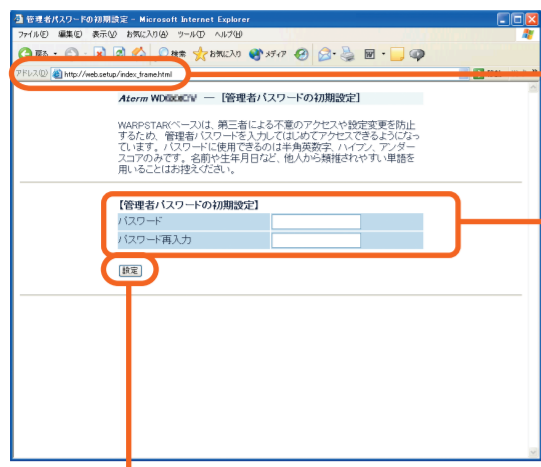 管理者パスワードの初期設定 - Microsoft Internet Explorer
ファイル(F) 編集(E) 表示(V) お気に入り(A) ツール(T) ヘルプ(H)
戻る 検索 お気に入り メディア
アドレス(D) http://web.setup/index_frame.html
Aterm WD — 【管理者パスワードの初期設定】
WARPSTAR(ベース)は、第三者による不意のアクセスや設定変更を防止
するため、管理者パスワードを入力してはじめてアクセスできるようになっ
ています。パスワードに使用できるのは半角英数字、ハイフン、アンダー
スコアのみです。名前や生年月日など、他人から類推されやすい単語を
用いることはお控えください。
【管理者パスワードの初期設定】
パスワード
パスワード再入力
設定